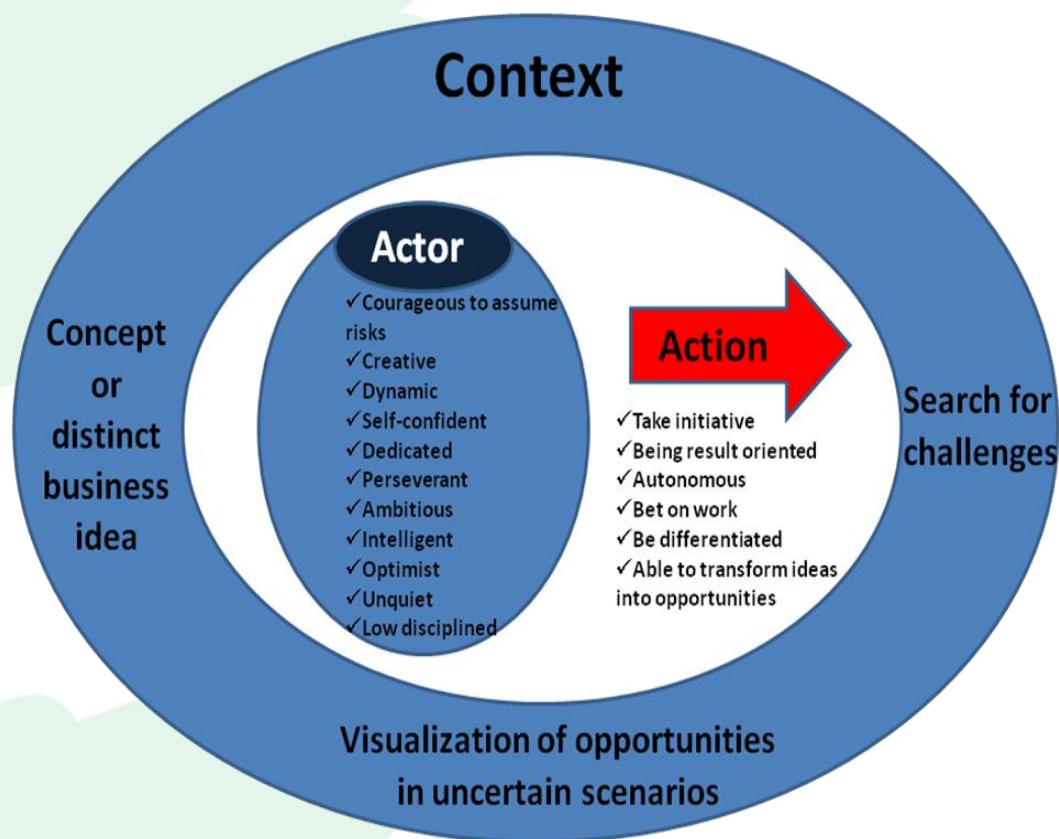 Context
Concept
or
distinct
business
idea
Actor
✓Courageous to assume
risks
✓Creative
✓Dynamic
✓Self-confident
✓Dedicated
✓Perseverant
✓Ambitious
✓Intelligent
✓Optimist
✓Unquiet
✓Low disciplined
Action
✓Take initiative
✓Being result oriented
✓Autonomous
✓Bet on work
✓Be differentiated
✓Able to transform ideas
into opportunities
Search for
challenges
Visualization of opportunities
in uncertain scenarios